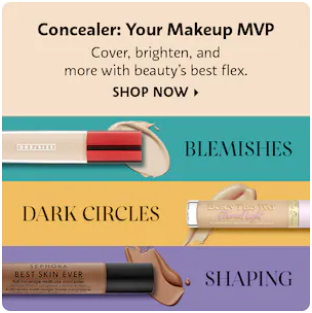 Concealer: Your Makeup MVP
Cover, brighten, and
more with beauty's best flex.
SHOP NOW
BLEMISHES
DARK CIRCLES
SEPHORA
BEST SKIN EVER
SHAPING